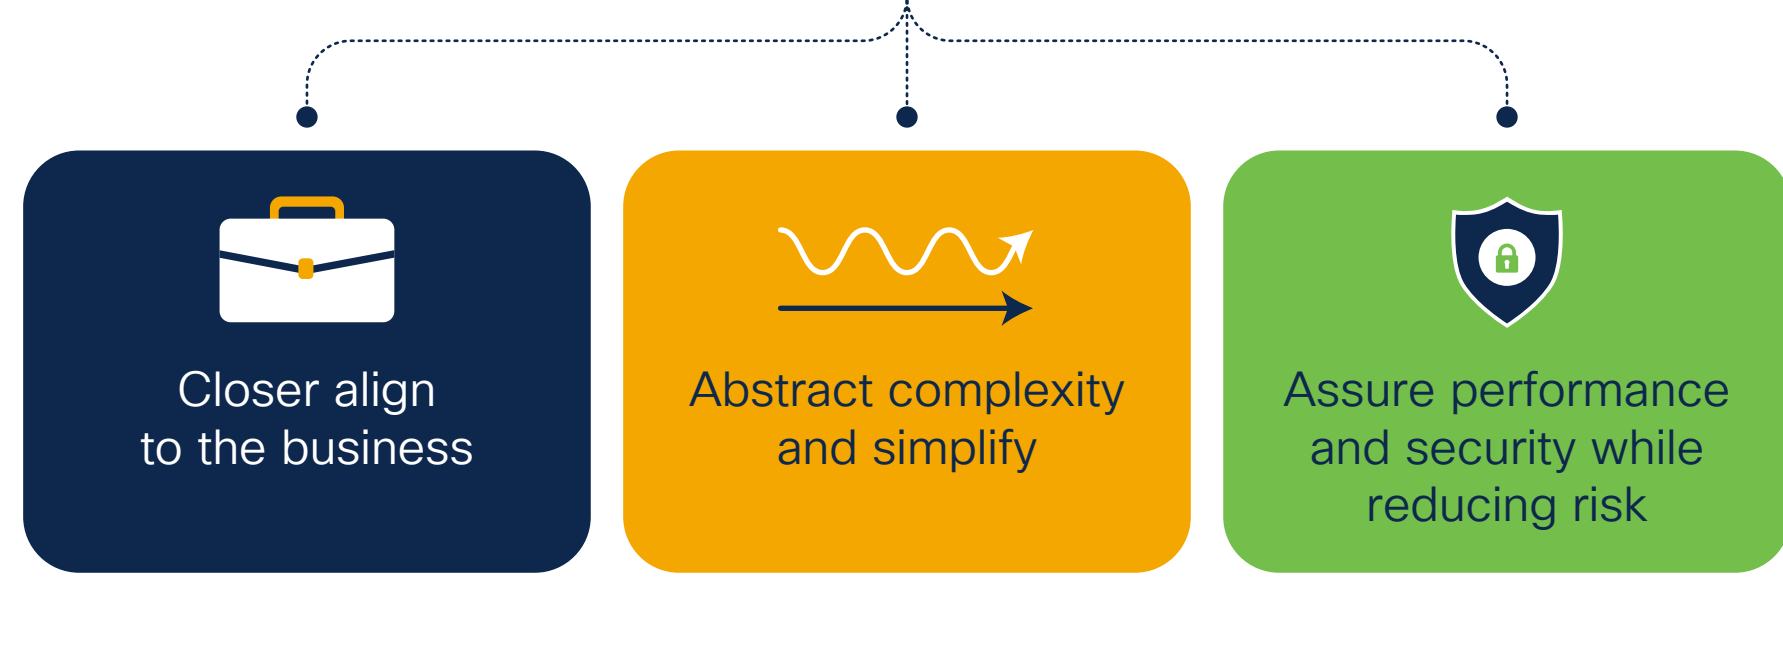 Closer align
to the business
Abstract complexity
and simplify
Assure performance
and security while
reducing risk